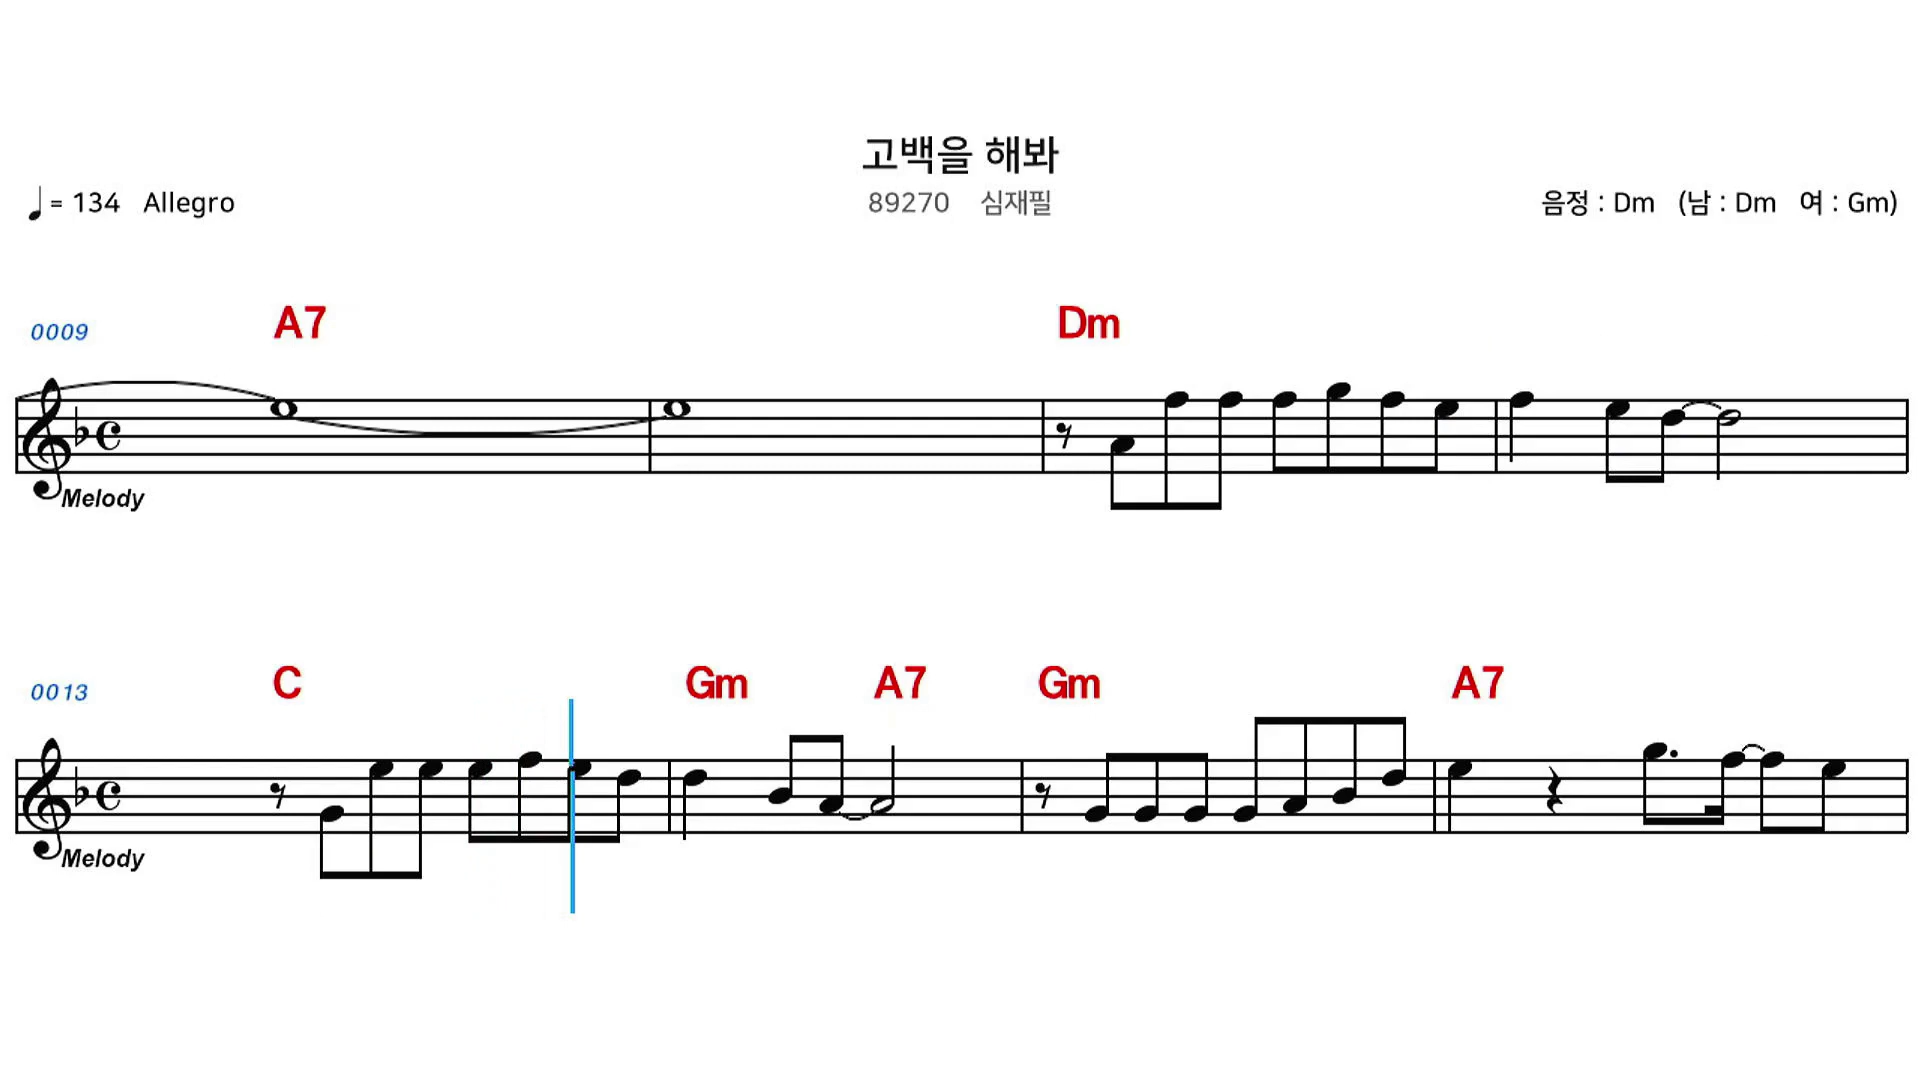 고백을 해봐
♩ = 134 Allegro
89270 심재필
음정 : Dm (남 : Dm 여 : Gm)
0009 A7 Dm
Melody
0013 C Gm A7 Gm A7
Melody